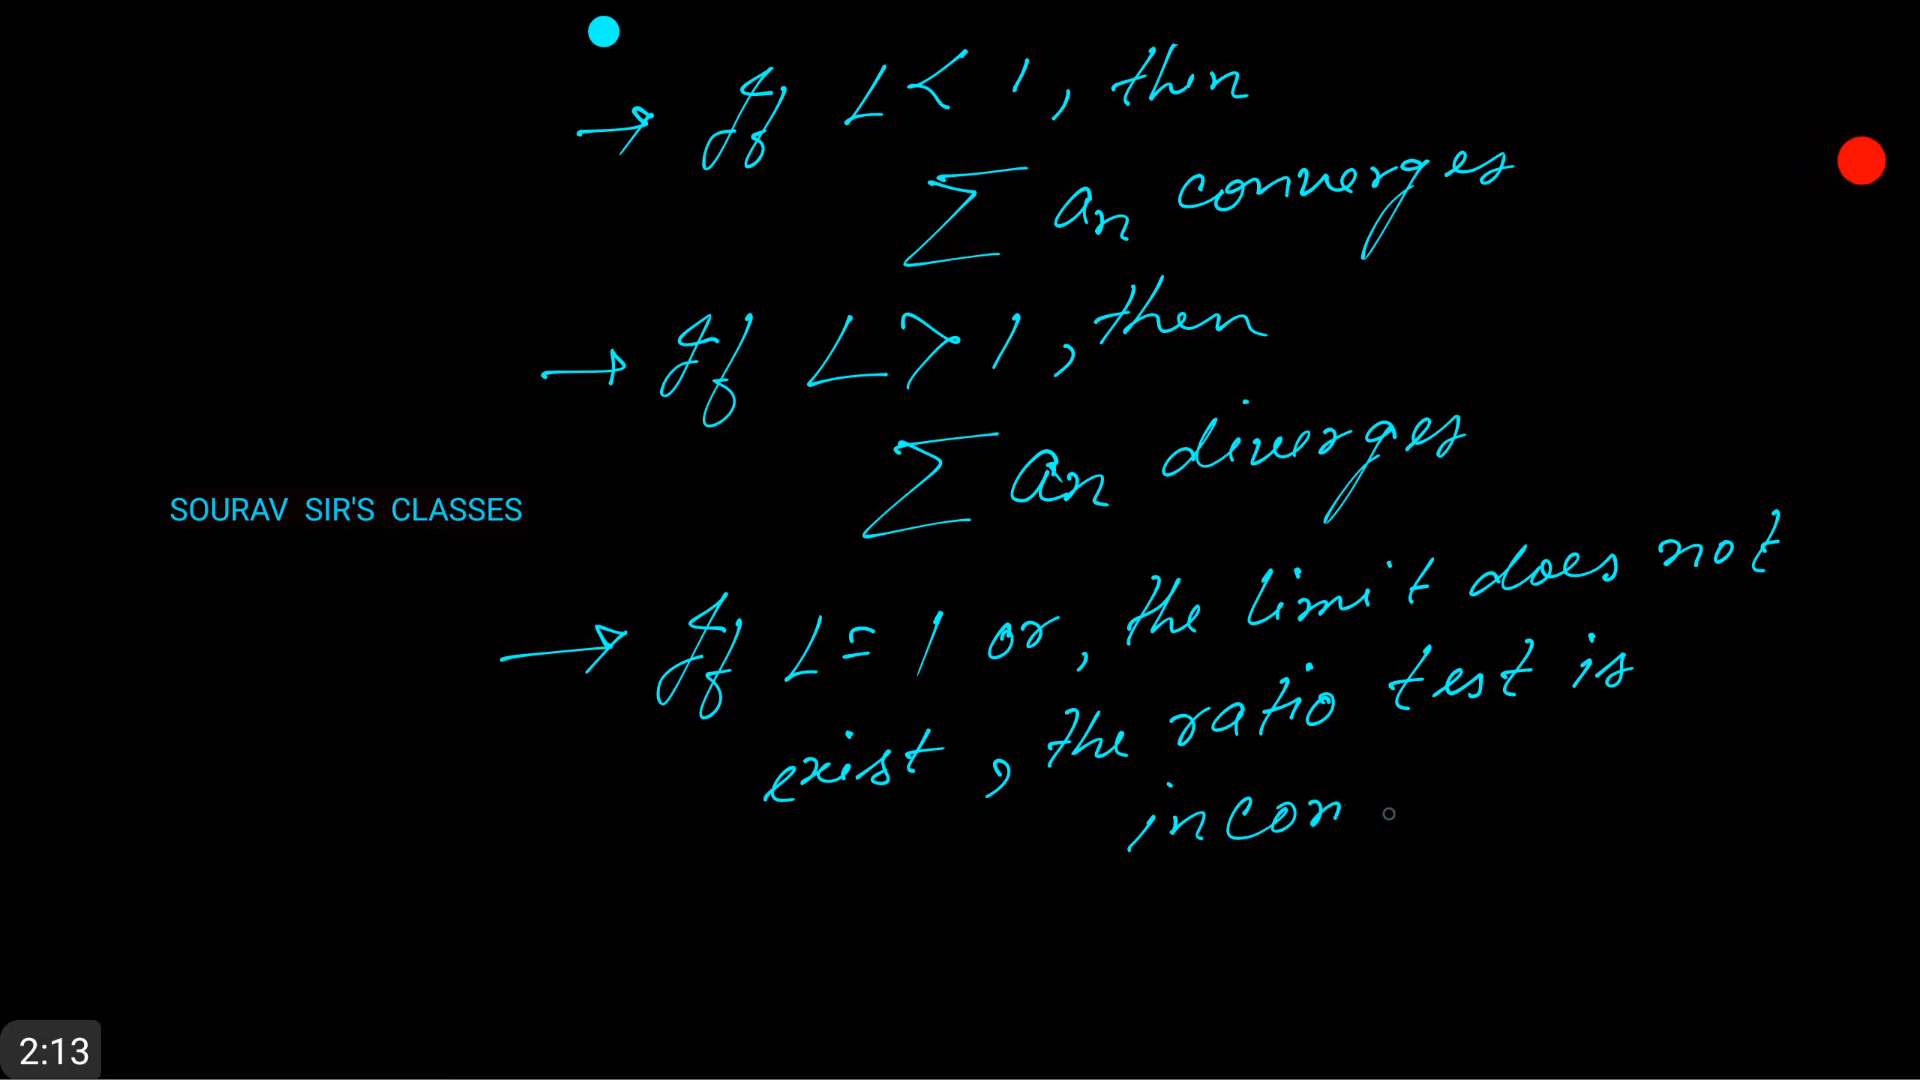 → If L < 1, then
∑ an converges
→ If L > 1, then
∑ an diverges
SOURAV SIR'S CLASSES
→ If L = 1 or, the limit does not
exist, the ratio test is
incon
2:13